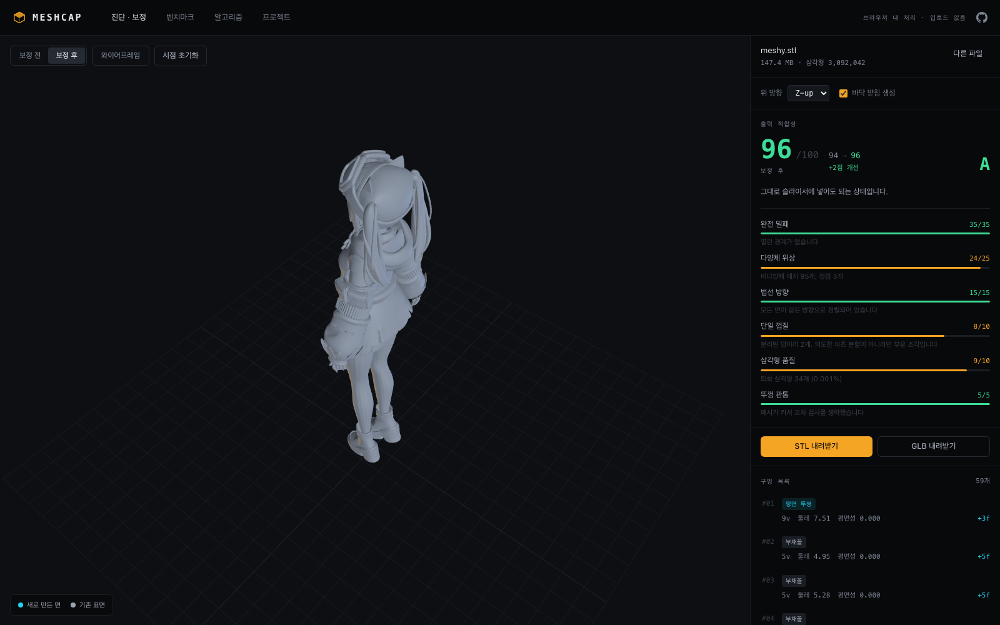 MESHCAP
진단 · 보정
벤치마크
알고리즘
프로젝트
브라우저 내 처리 · 업로드 없음
보정 전
보정 후
와이어프레임
시점 초기화
meshy.stl
147.4 MB · 삼각형 3,092,042
다른 파일
위 방향
Z-up
바닥 받침 생성
출력 적합성
96 /100
94 → 96
+2점 개선
보정 후
A
그대로 슬라이서에 넣어도 되는 상태입니다.
완전 밀폐 35/35
열린 경계가 없습니다
다양체 위상 24/25
비다양체 에지 95개, 정점 3개
법선 방향 15/15
모든 면이 같은 방향으로 정렬되어 있습니다
단일 껍질 8/10
분리된 덩어리 2개. 의도한 파츠 분할이 아니라면 부유 조각입니다
삼각형 품질 9/10
퇴화 삼각형 34개 (0.001%)
뚜껑 관통 5/5
메시가 커서 교차 검사를 생략했습니다
STL 내려받기
GLB 내려받기
구멍 목록 59개
#01 평면 투영
9v 둘레 7.51 평면성 0.000 +3f
#02 부채꼴
5v 둘레 4.95 평면성 0.000 +5f
#03 부채꼴
5v 둘레 5.28 평면성 0.000 +5f
#04 부채꼴
새로 만든 면
기존 표면